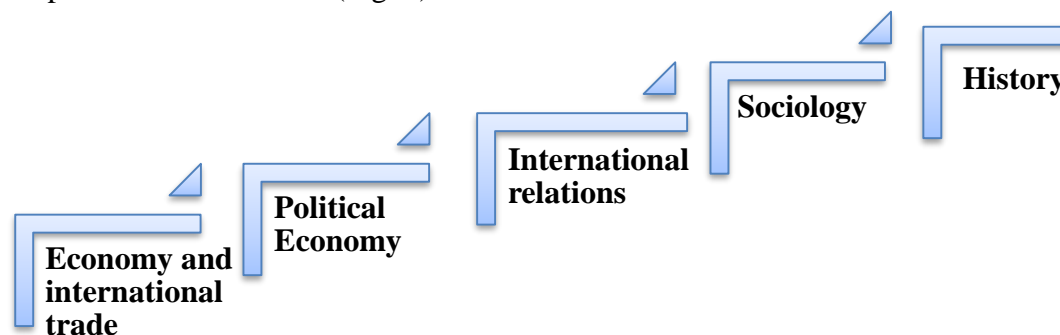 Economy and
international
trade
Political
Economy
International
relations
Sociology
History